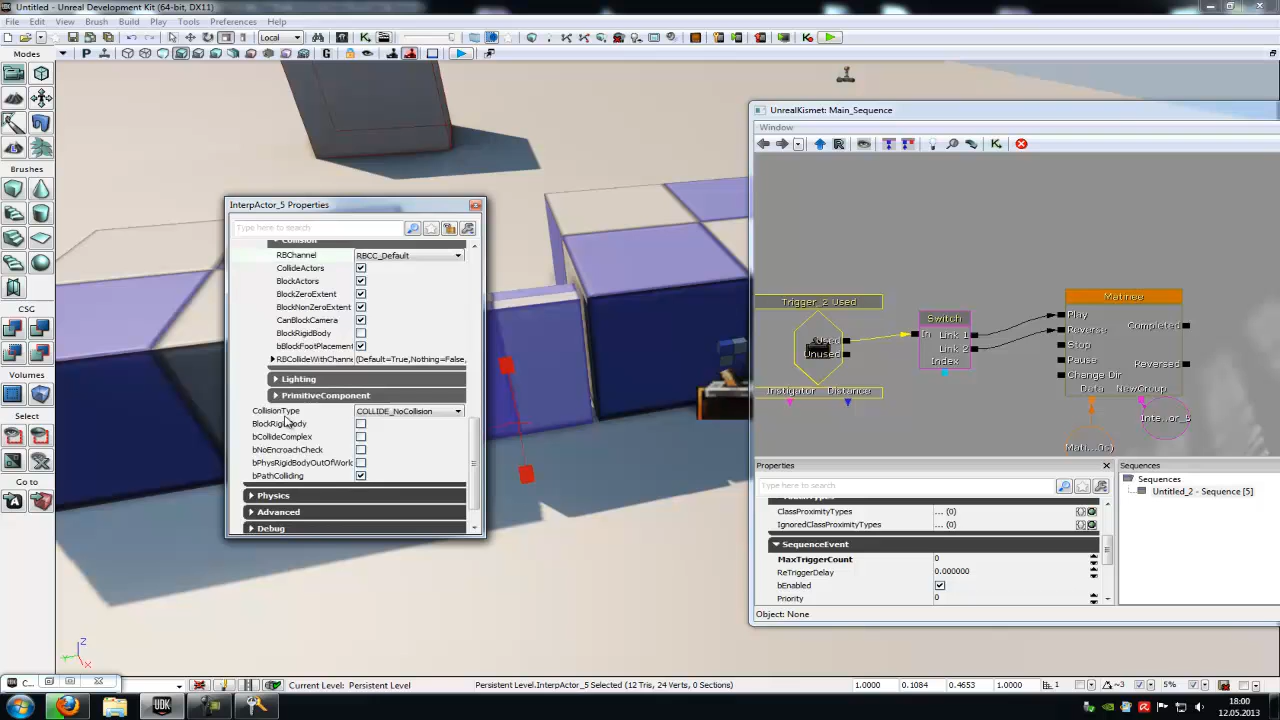 Untitled - Unreal Development Kit (64-bit, DX11)
File Edit View Brush Build Play Tools Preferences Help
Local
Modes
Brushes
CSG
Volumes
Select
Go to
InterpActor_5 Properties
Type here to search
Collision
RBChannel RBCC_Default
CollideActors
BlockActors
BlockZeroExtent
BlockNonZeroExtent
CanBlockCamera
BlockRigidBody
bBlockFootPlacement
RBCollideWithChanne (Default=True,Nothing=False,
Lighting
PrimitiveComponent
CollisionType COLLIDE_NoCollision
BlockRigidBody
bCollideComplex
bNoEncroachCheck
bPhysRigidBodyOutOfWorl
bPathColliding
Physics
Advanced
Debug
UnrealKismet: Main_Sequence
Window
Trigger_2 Used
Used
Unused
Instigator Distance
Switch
In Link 1
Link 2
Index
Matinee
Play
Reverse
Stop
Pause
Change Dir
Completed
Reversed
Data NewGroup
Inte...or_5
Mat...(0s)
Properties
Type here to search
ClassProximityTypes ... (0)
IgnoredClassProximityTypes ... (0)
SequenceEvent
MaxTriggerCount 0
ReTriggerDelay 0.000000
bEnabled
Priority 0
Object: None
Sequences
Sequences
Untitled_2 - Sequence [5]
Z
X
C...
Current Level: Persistent Level
Persistent Level.InterpActor_5 Selected (12 Tris, 24 Verts, 0 Sections)
1.0000 0.1084 0.4653 1.0000
1
3
5%
18:00
12.05.2013